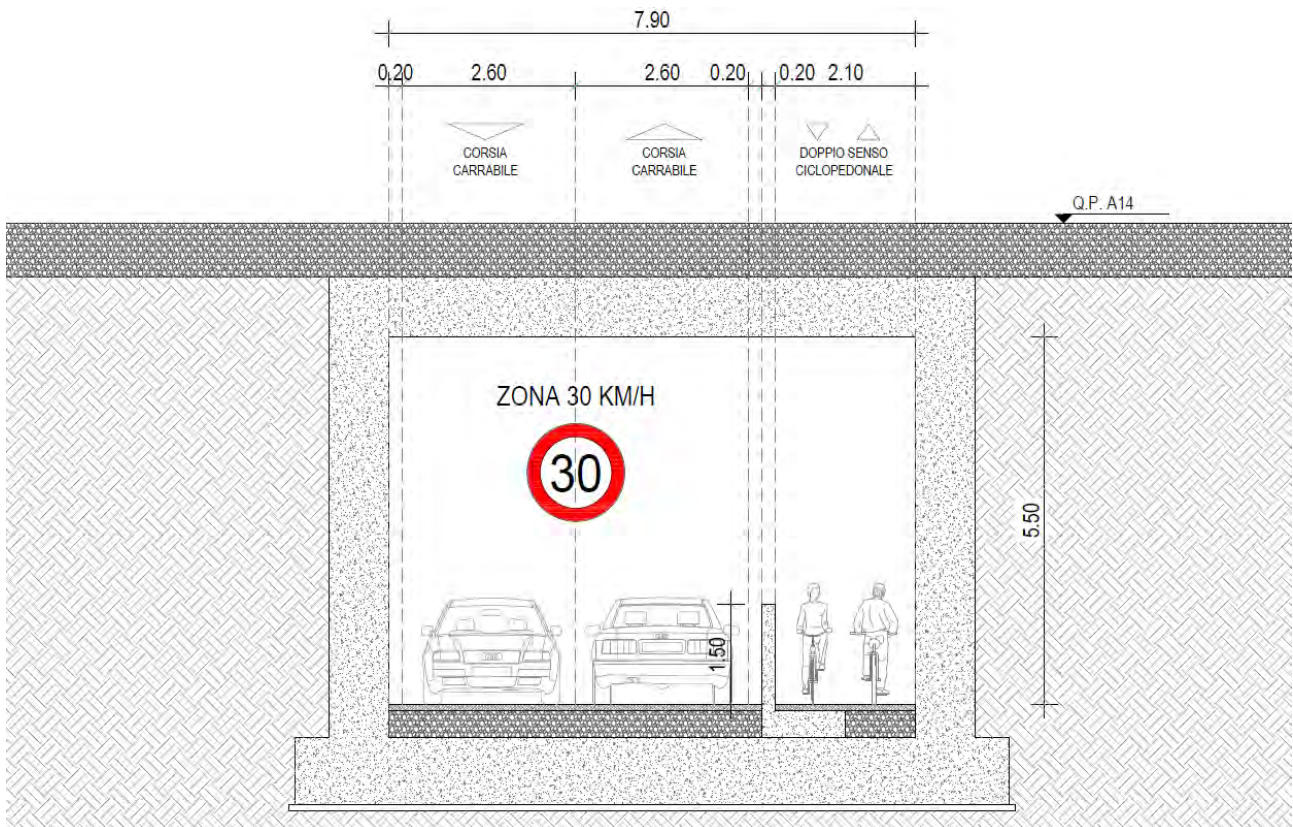 7.90
0.20 2.60 2.60 0.20 0.20 2.10
CORSIA
CARRABILE
CORSIA
CARRABILE
DOPPIO SENSO
CICLOPEDONALE
Q.P. A14
ZONA 30 KM/H
30
5.50
1.50